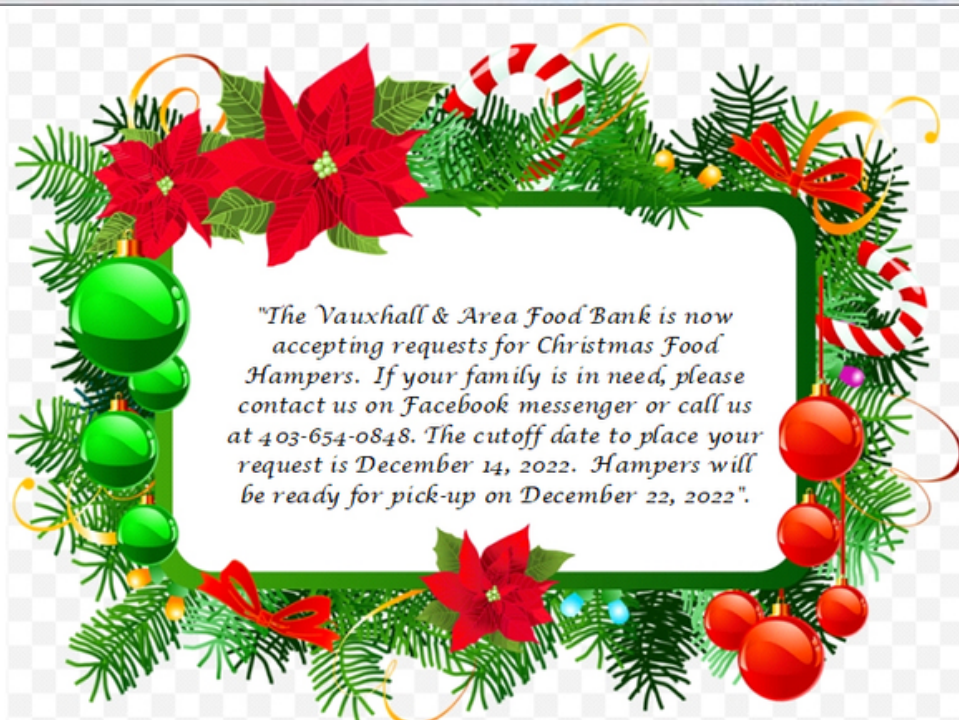 "The Vauxhall & Area Food Bank is now
accepting requests for Christmas Food
Hampers.  If your family is in need, please
contact us on Facebook messenger or call us
at 403-654-0848. The cutoff date to place your
request is December 14, 2022.  Hampers will
be ready for pick-up on December 22, 2022".